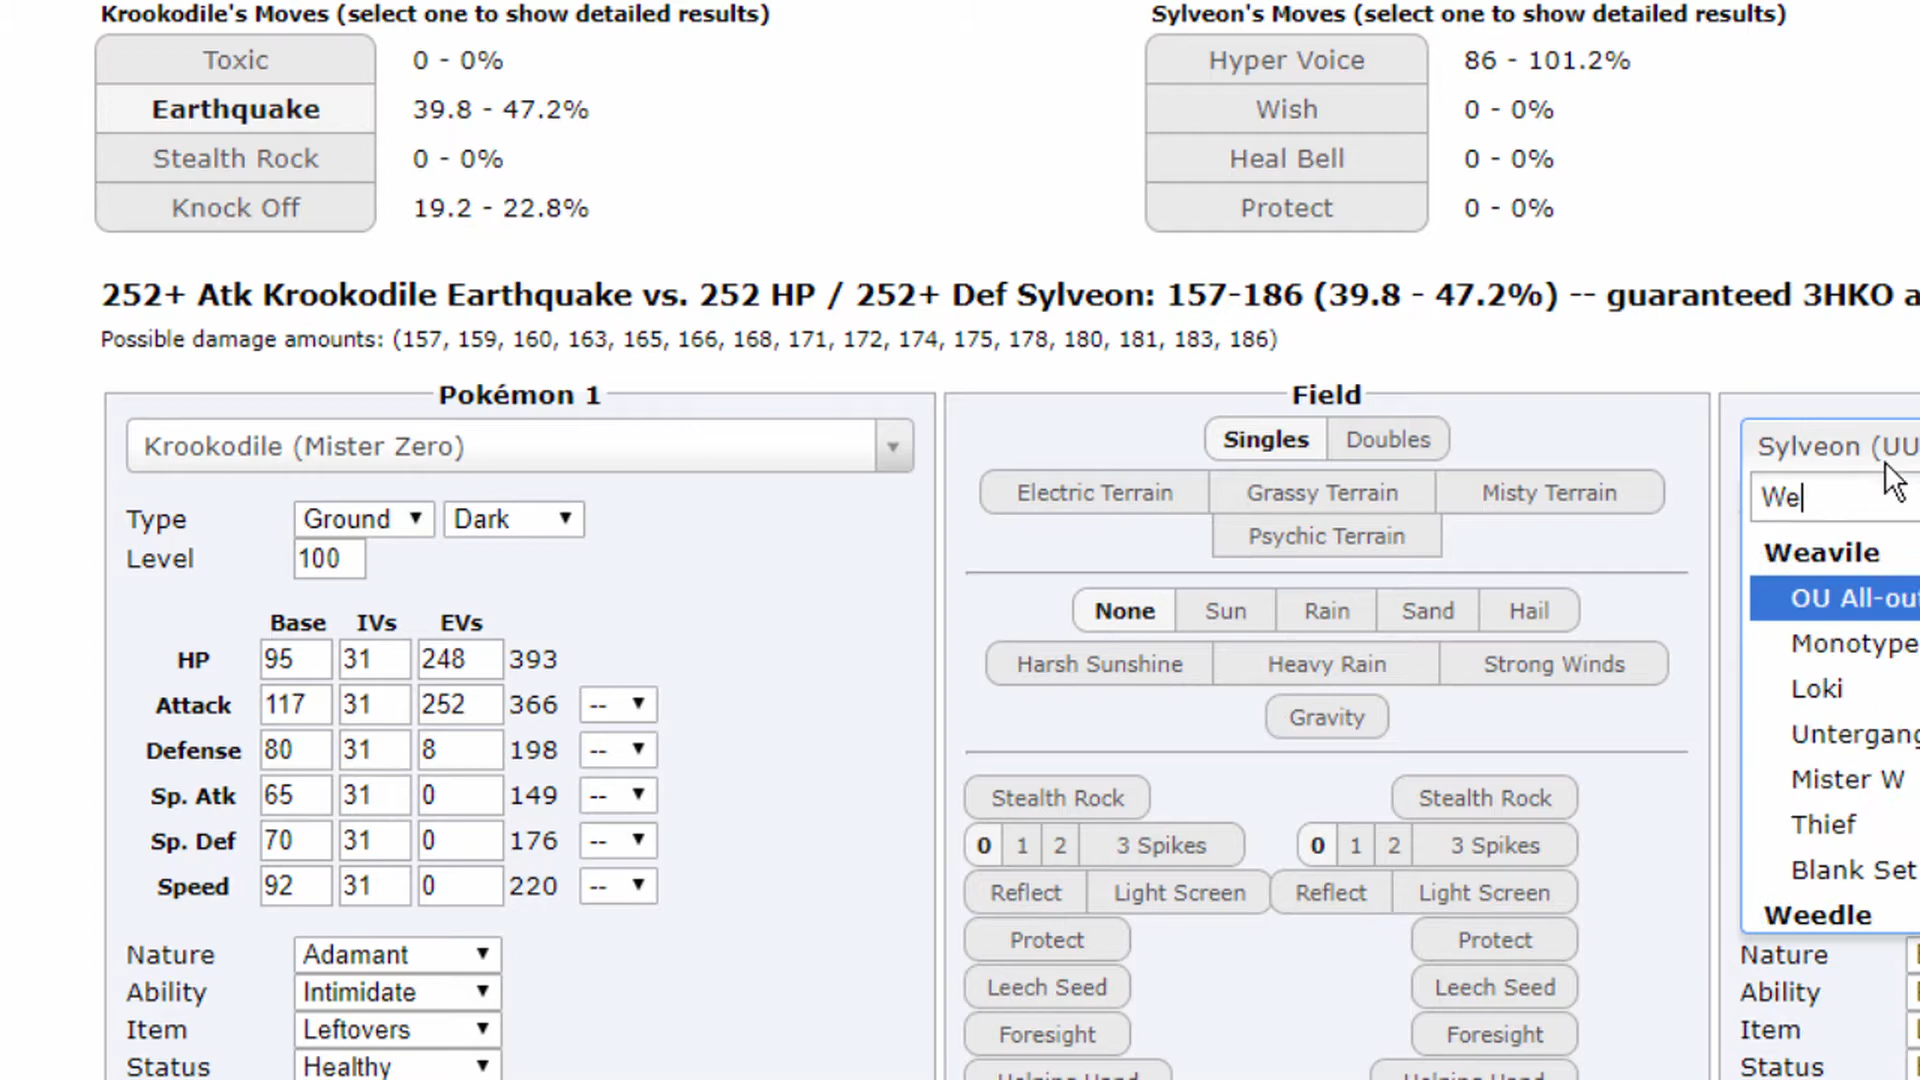 Krookodile's Moves (select one to show detailed results) Sylveon's Moves (select one to show detailed results)
Toxic 0 - 0% Hyper Voice 86 - 101.2%
Earthquake 39.8 - 47.2% Wish 0 - 0%
Stealth Rock 0 - 0% Heal Bell 0 - 0%
Knock Off 19.2 - 22.8% Protect 0 - 0%
252+ Atk Krookodile Earthquake vs. 252 HP / 252+ Def Sylveon: 157-186 (39.8 - 47.2%) -- guaranteed 3HKO a
Possible damage amounts: (157, 159, 160, 163, 165, 166, 168, 171, 172, 174, 175, 178, 180, 181, 183, 186)
Pokémon 1
Krookodile (Mister Zero)
Type Ground Dark
Level 100
Base IVs EVs
HP 95 31 248 393
Attack 117 31 252 366 --
Defense 80 31 8 198 --
Sp. Atk 65 31 0 149 --
Sp. Def 70 31 0 176 --
Speed 92 31 0 220 --
Nature Adamant
Ability Intimidate
Item Leftovers
Status Healthy
Field
Singles Doubles
Electric Terrain Grassy Terrain Misty Terrain
Psychic Terrain
None Sun Rain Sand Hail
Harsh Sunshine Heavy Rain Strong Winds
Gravity
Stealth Rock Stealth Rock
0 1 2 3 Spikes 0 1 2 3 Spikes
Reflect Light Screen Reflect Light Screen
Protect Protect
Leech Seed Leech Seed
Foresight Foresight
Helping Hand Helping Hand
Sylveon (UU
We
Weavile
OU All-out
Monotype
Loki
Untergang
Mister W
Thief
Blank Set
Weedle
Nature
Ability
Item
Status